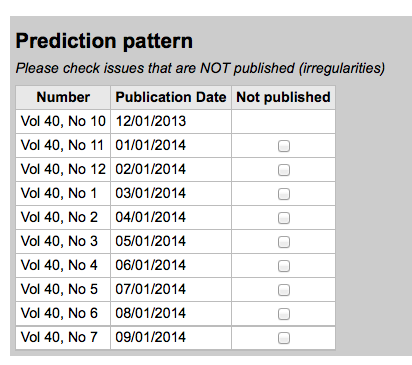 Prediction pattern
Please check issues that are NOT published (irregularities)
Number Publication Date Not published
Vol 40, No 10 12/01/2013
Vol 40, No 11 01/01/2014
Vol 40, No 12 02/01/2014
Vol 40, No 1 03/01/2014
Vol 40, No 2 04/01/2014
Vol 40, No 3 05/01/2014
Vol 40, No 4 06/01/2014
Vol 40, No 5 07/01/2014
Vol 40, No 6 08/01/2014
Vol 40, No 7 09/01/2014